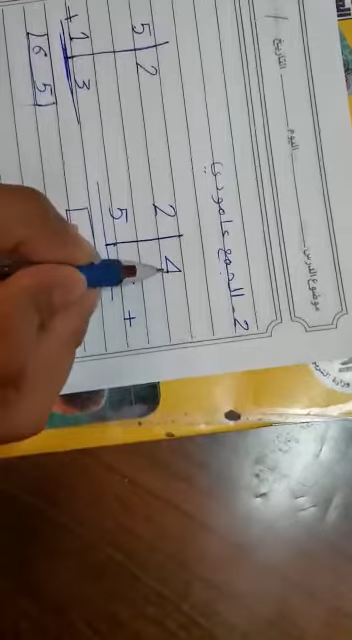 التاريخ / اليوم موضوع الدرس
2- الجمع عامودي
5 2
+ 1 3
6 5
2 4
5 +